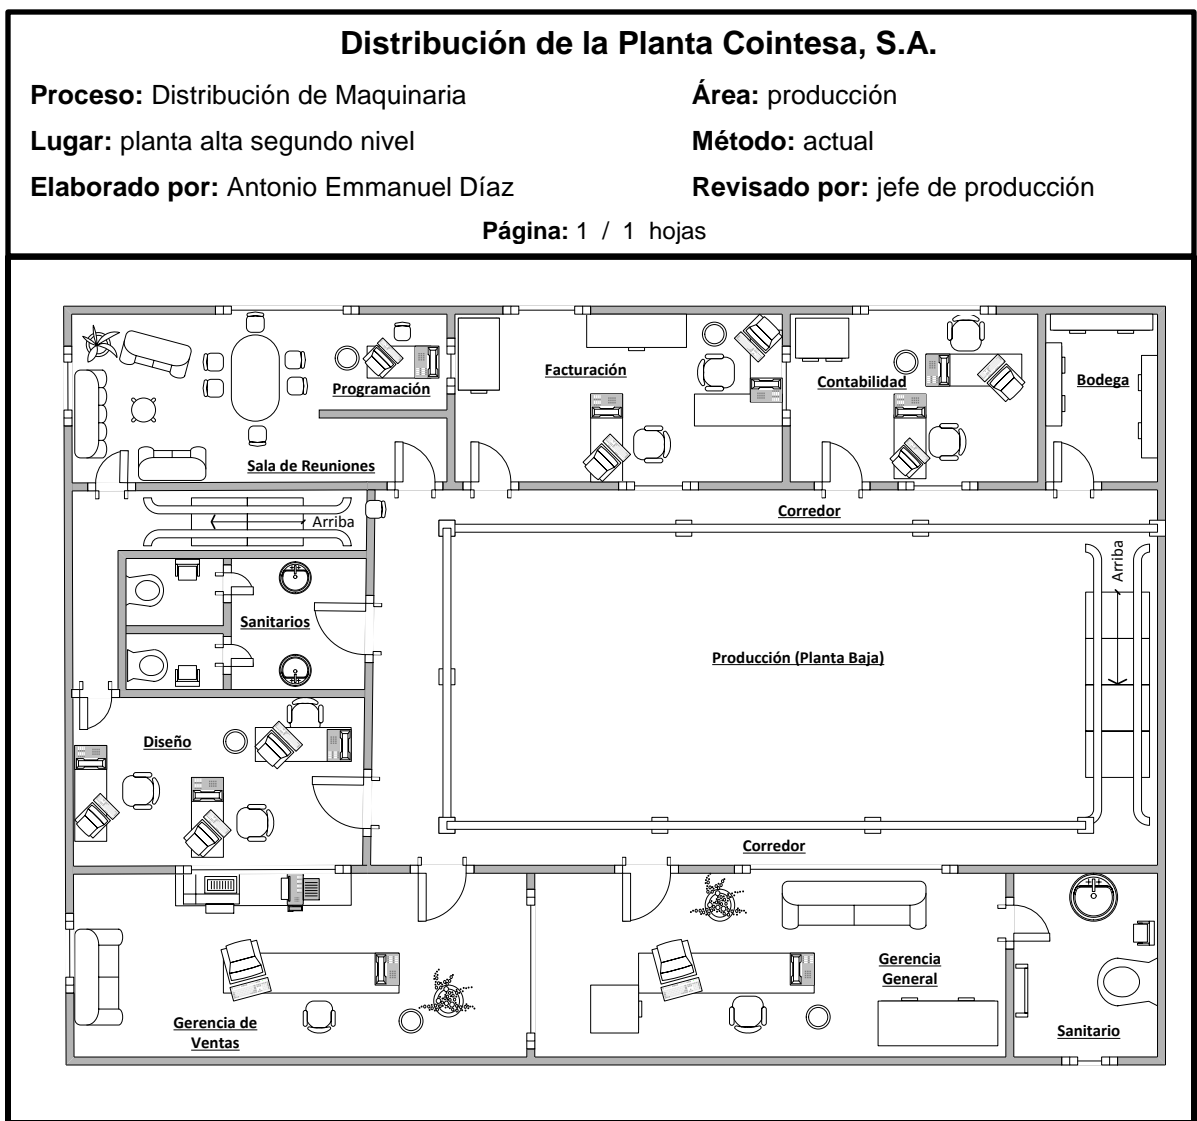 Distribución de la Planta Cointesa, S.A.
Proceso: Distribución de Maquinaria
Área: producción
Lugar: planta alta segundo nivel
Método: actual
Elaborado por: Antonio Emmanuel Díaz
Revisado por: jefe de producción
Página: 1 / 1 hojas
Programación
Facturación
Contabilidad
Bodega
Sala de Reuniones
Corredor
Arriba
Arriba
Sanitarios
Producción (Planta Baja)
Diseño
Corredor
Gerencia de
Ventas
Gerencia
General
Sanitario